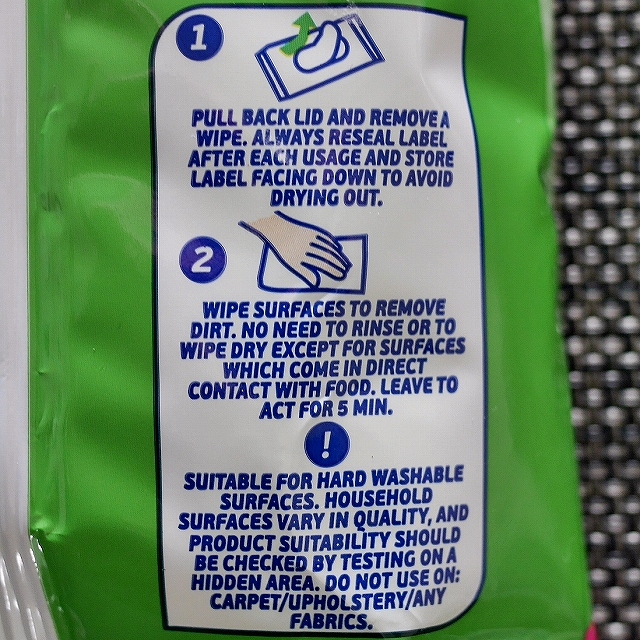 1
PULL BACK LID AND REMOVE A
WIPE. ALWAYS RESEAL LABEL
AFTER EACH USAGE AND STORE
LABEL FACING DOWN TO AVOID
DRYING OUT.
2
WIPE SURFACES TO REMOVE
DIRT. NO NEED TO RINSE OR TO
WIPE DRY EXCEPT FOR SURFACES
WHICH COME IN DIRECT
CONTACT WITH FOOD. LEAVE TO
ACT FOR 5 MIN.
!
SUITABLE FOR HARD WASHABLE
SURFACES. HOUSEHOLD
SURFACES VARY IN QUALITY, AND
PRODUCT SUITABILITY SHOULD
BE CHECKED BY TESTING ON A
HIDDEN AREA. DO NOT USE ON:
CARPET/UPHOLSTERY/ANY
FABRICS.